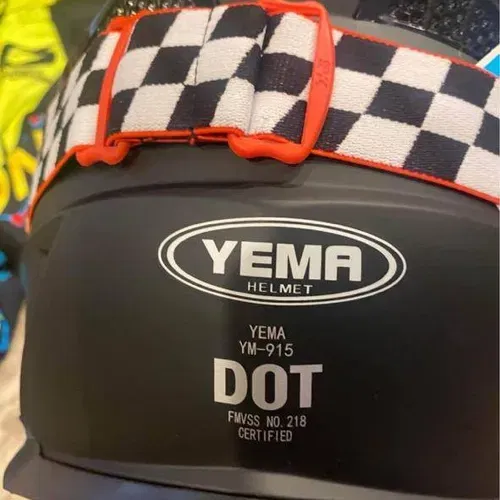 YEMA
HELMET
YEMA
YM-915
DOT
FMVSS NO. 218
CERTIFIED